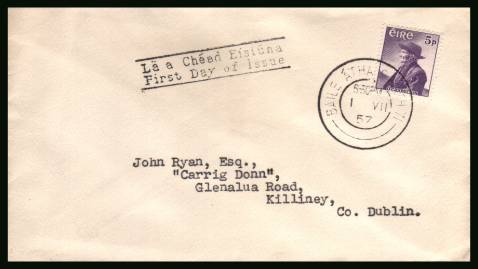 Lá a Chéad Eisiúna
First Day of Issue
ÉIRE 5p
BAILE ÁTHA
1 VII
57
John Ryan, Esq.,
"Carrig Donn",
Glenalua Road,
Killiney,
Co. Dublin.